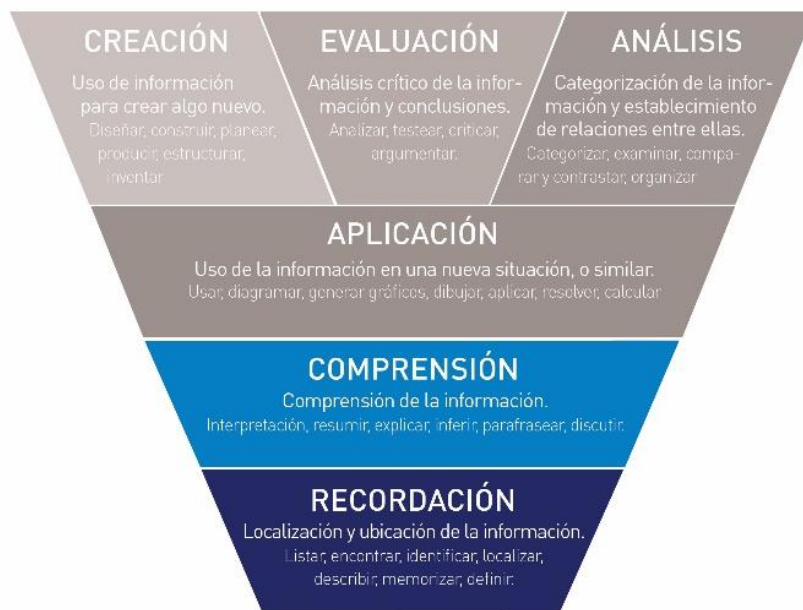 CREACIÓN
Uso de información
para crear algo nuevo.
Diseñar, construir, planear,
producir, estructurar,
inventar
EVALUACIÓN
Análisis crítico de la infor-
mación y conclusiones.
Analizar, testear, criticar,
argumentar.
ANÁLISIS
Categorización de la infor-
mación y establecimiento
de relaciones entre ellas.
Categorizar, examinar, compa-
rar y contrastar, organizar
APLICACIÓN
Uso de la información en una nueva situación, o similar.
Usar, diagramar, generar gráficos, dibujar, aplicar, resolver, calcular
COMPRENSIÓN
Comprensión de la información.
Interpretación, resumir, explicar, inferir, parafrasear, discutir.
RECORDACIÓN
Localización y ubicación de la información.
Listar, encontrar, identificar, localizar,
describir, memorizar, definir.